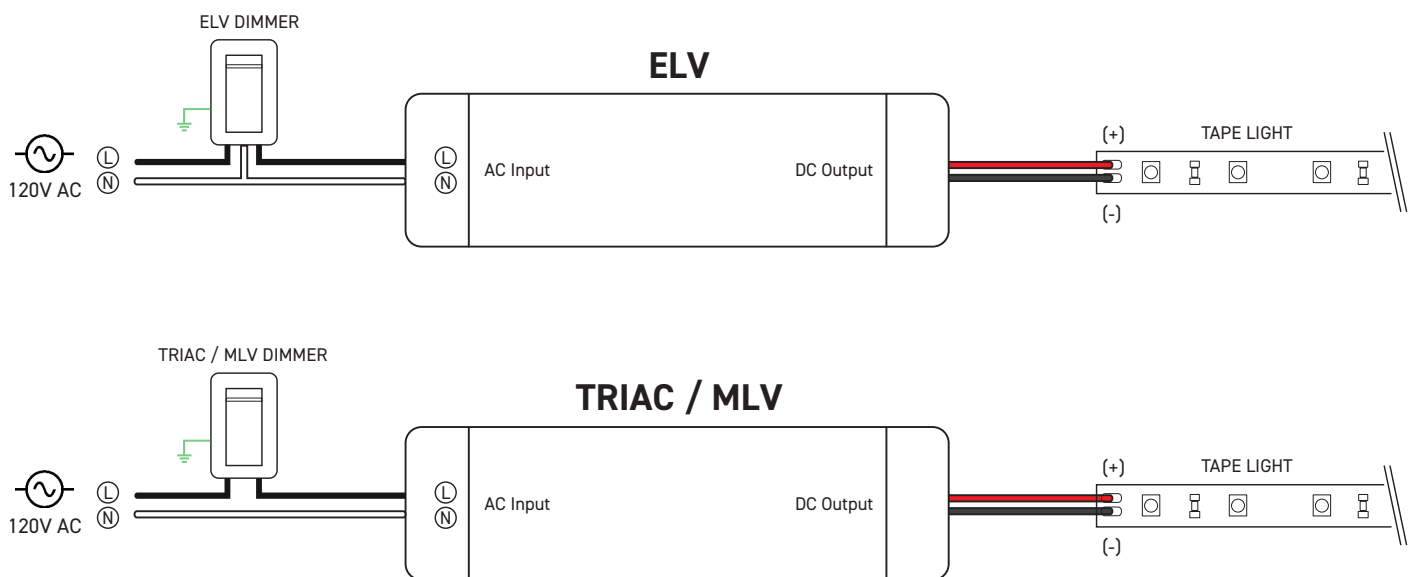 ELV DIMMER
ELV
(+)
TAPE LIGHT
L
L
AC Input
DC Output
120V AC
N
N
(-)
TRIAC / MLV DIMMER
TRIAC / MLV
(+)
TAPE LIGHT
L
L
AC Input
DC Output
120V AC
N
N
(-)